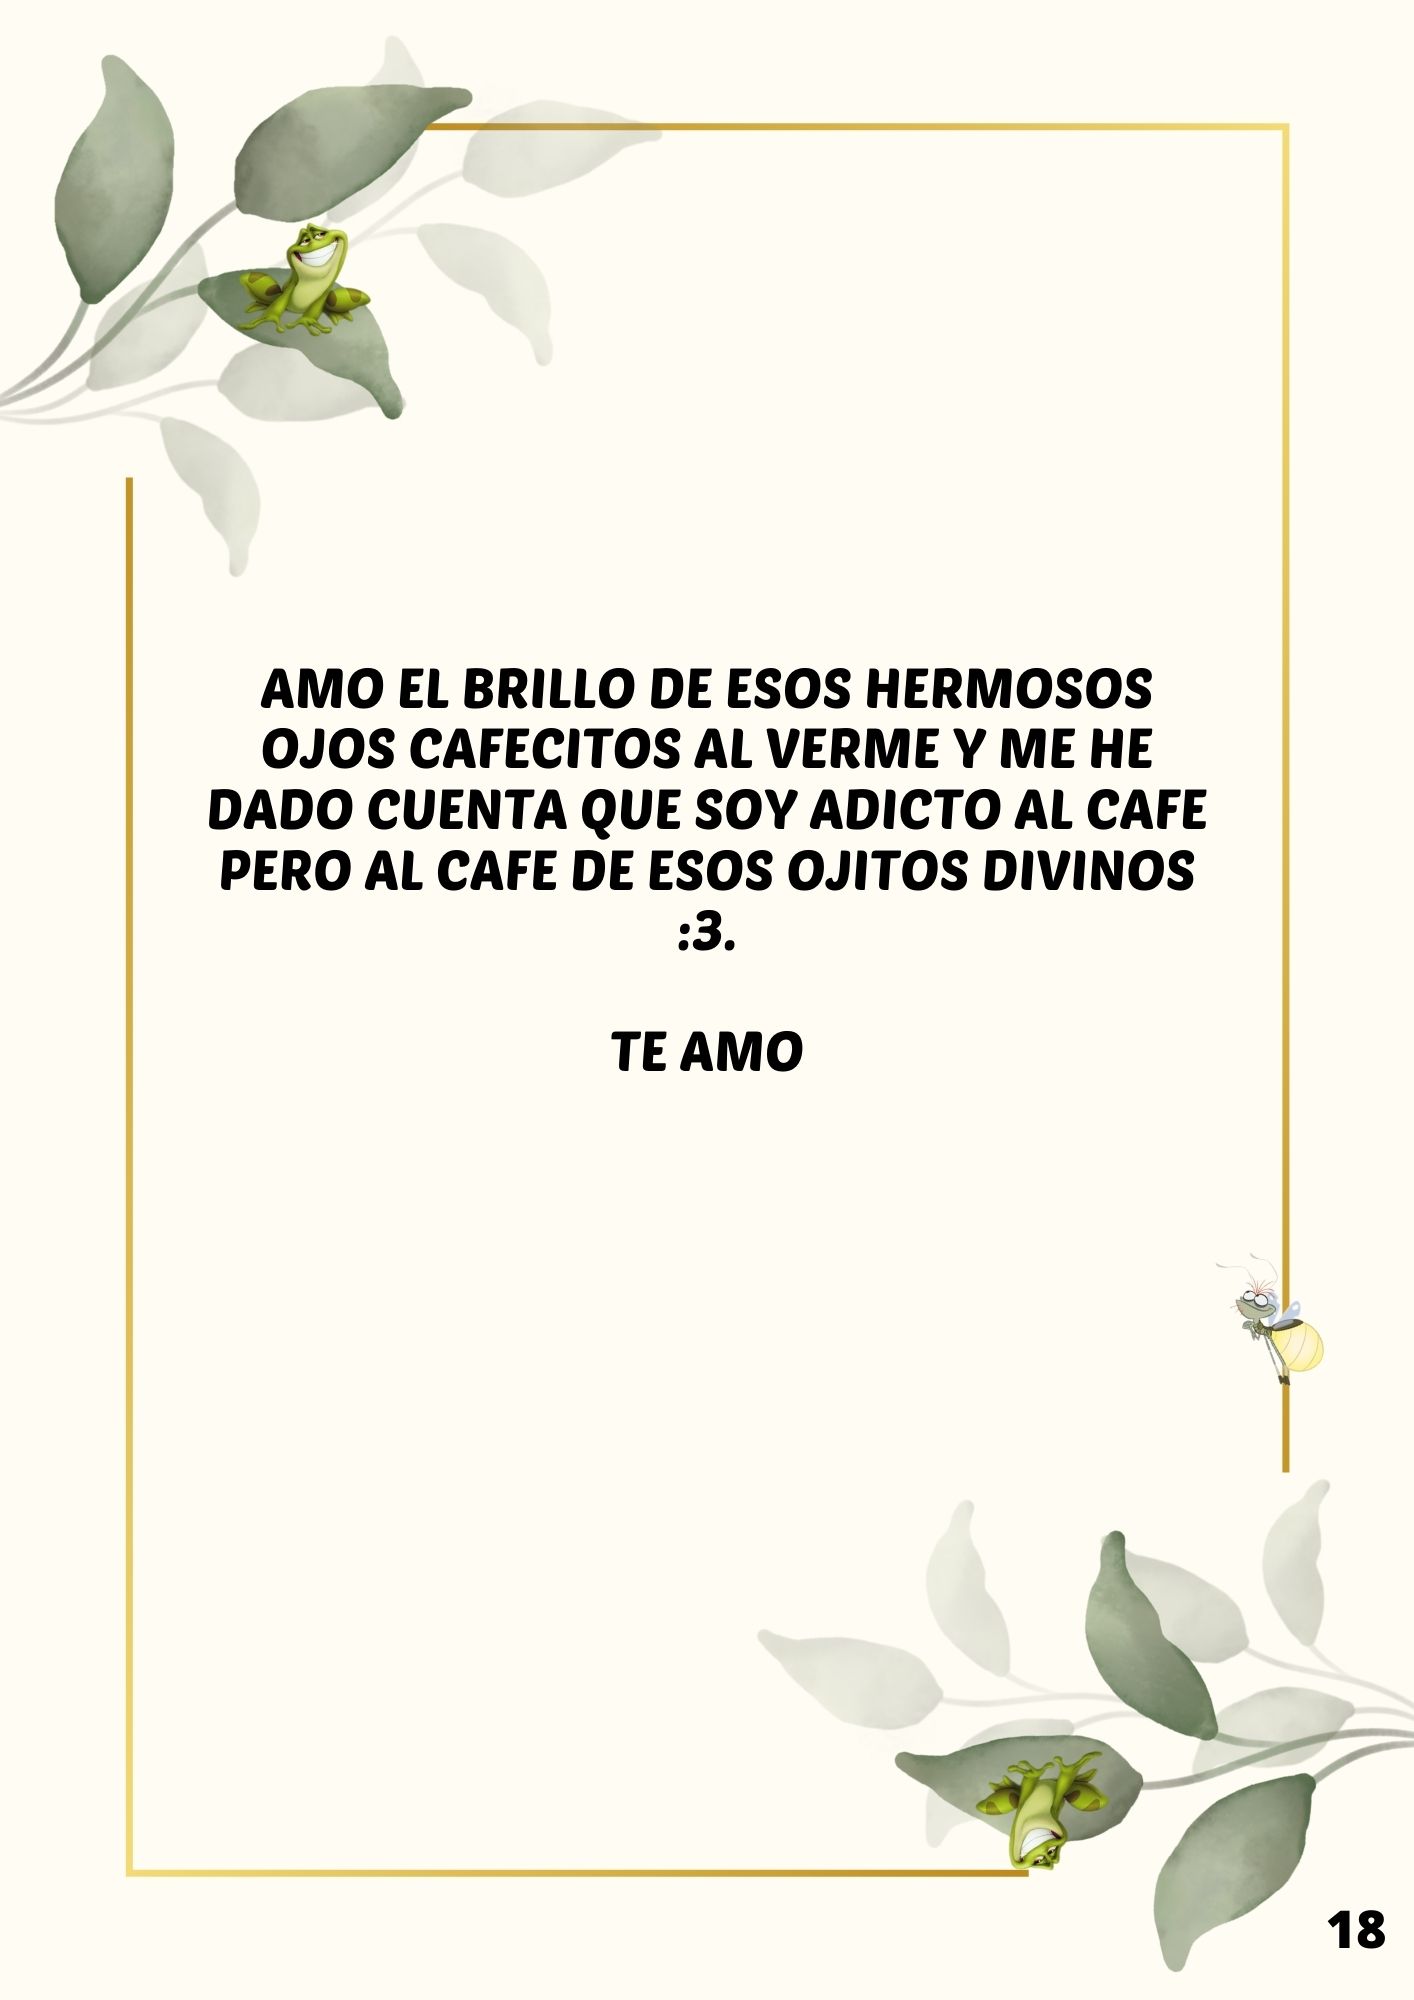 AMO EL BRILLO DE ESOS HERMOSOS
OJOS CAFECITOS AL VERME Y ME HE
DADO CUENTA QUE SOY ADICTO AL CAFE
PERO AL CAFE DE ESOS OJITOS DIVINOS
:3.
TE AMO
18